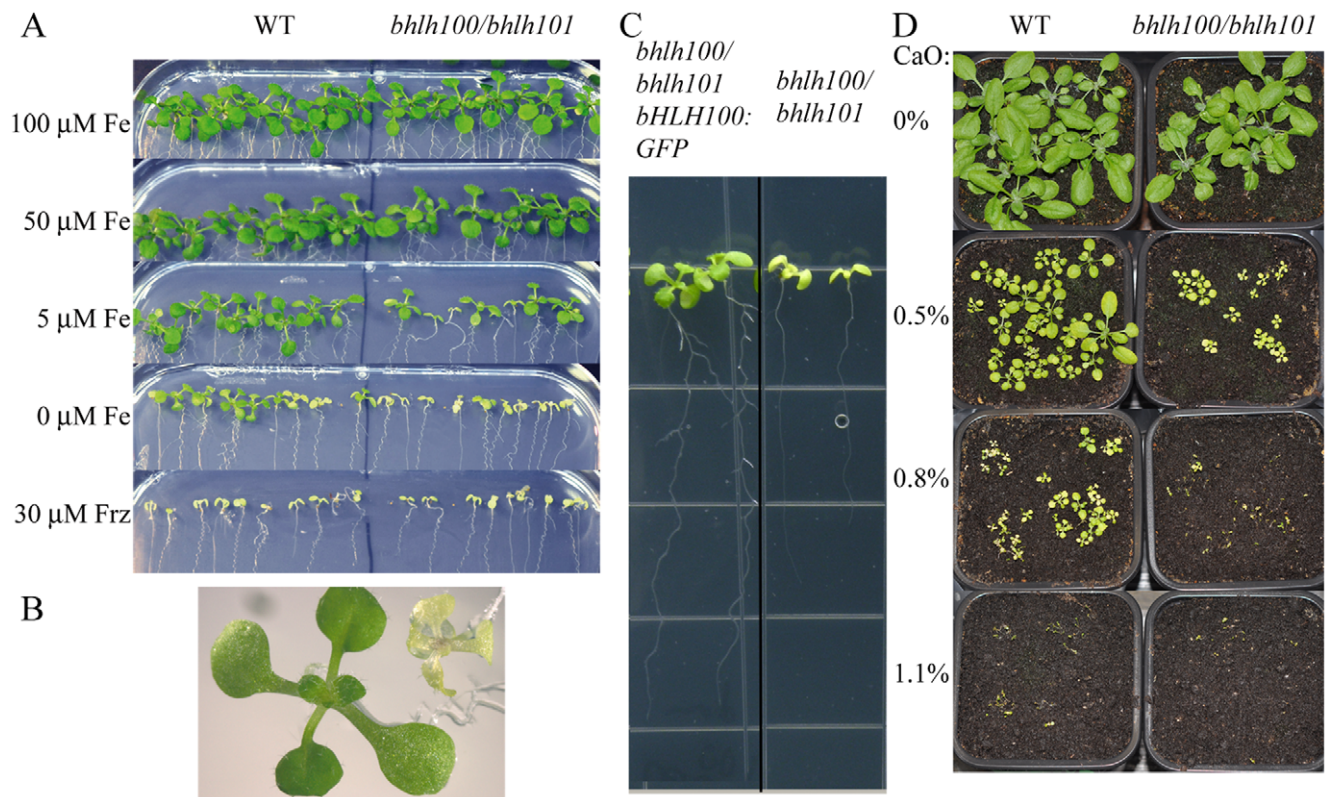 A
WT
bhlh100/bhlh101
100 µM Fe
50 µM Fe
5 µM Fe
0 µM Fe
30 µM Frz
B
C
bhlh100/
bhlh101
bHLH100:
GFP
bhlh100/
bhlh101
D
WT
bhlh100/bhlh101
CaO:
0%
0.5%
0.8%
1.1%